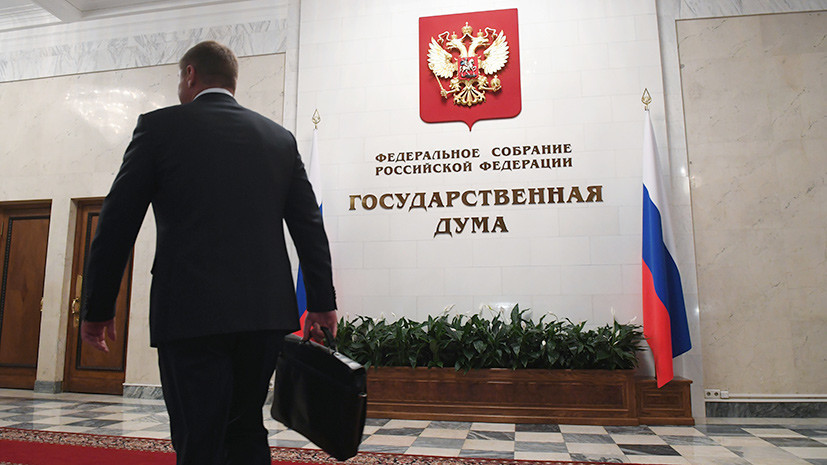 ФЕДЕРАЛЬНОЕ СОБРАНИЕ
РОССИЙСКОЙ ФЕДЕРАЦИИ
ГОСУДАРСТВЕННАЯ
ДУМА